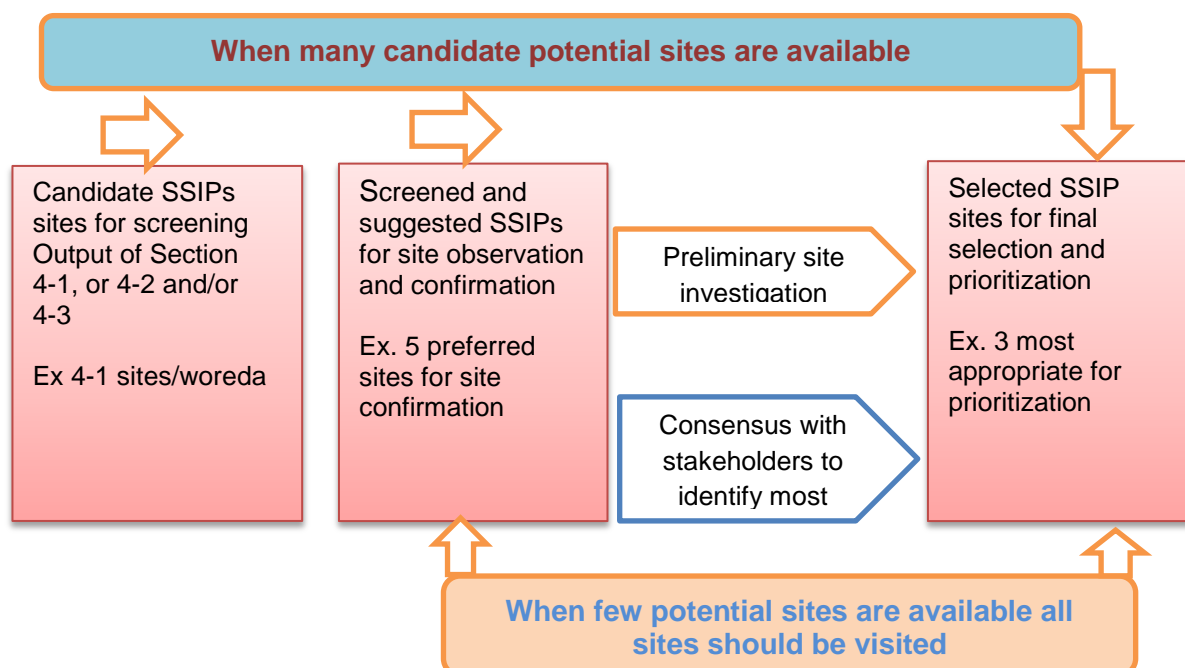 When many candidate potential sites are available
Candidate SSIPs
sites for screening
Output of Section
4-1, or 4-2 and/or
4-3
Ex 4-1 sites/woreda
Screened and
suggested SSIPs
for site observation
and confirmation
Ex. 5 preferred
sites for site
confirmation
Preliminary site
investigation
Consensus with
stakeholders to
identify most
Selected SSIP
sites for final
selection and
prioritization
Ex. 3 most
appropriate for
prioritization
When few potential sites are available all
sites should be visited